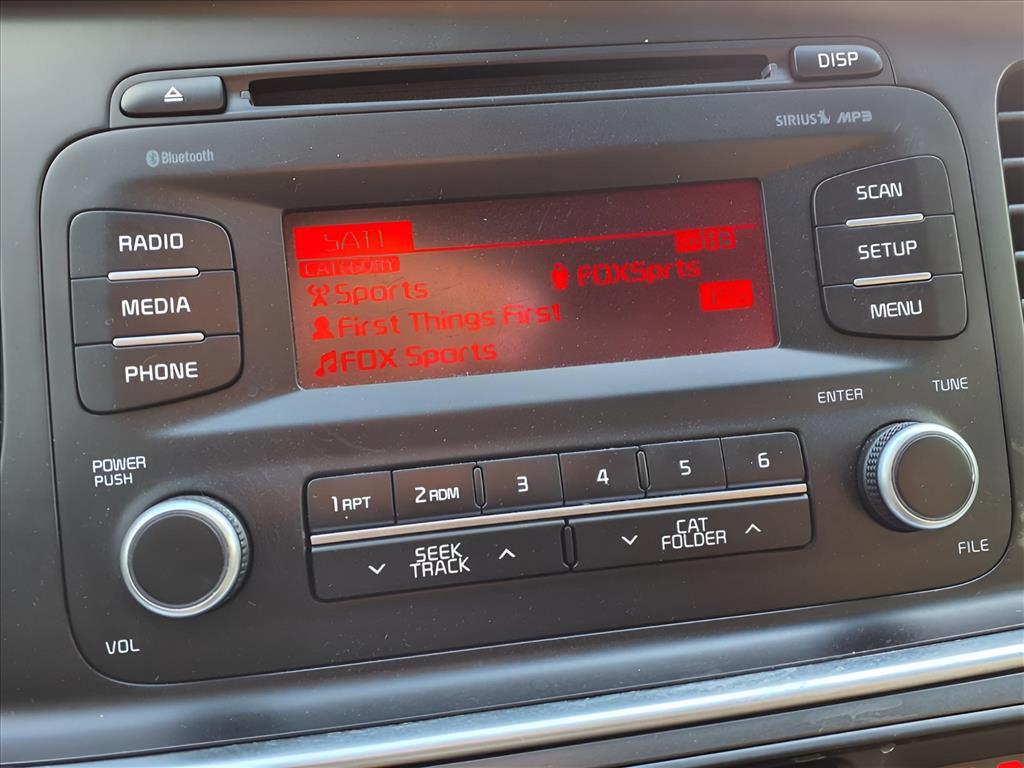 DISP
SIRIUS MP3
Bluetooth
RADIO
MEDIA
PHONE
SAT1
CATEGORY
Sports
FOXSprts
First Things First
FOX Sports
SCAN
SETUP
MENU
POWER
PUSH
VOL
1 RPT
2 RDM
3
4
5
6
SEEK
TRACK
CAT
FOLDER
ENTER
TUNE
FILE